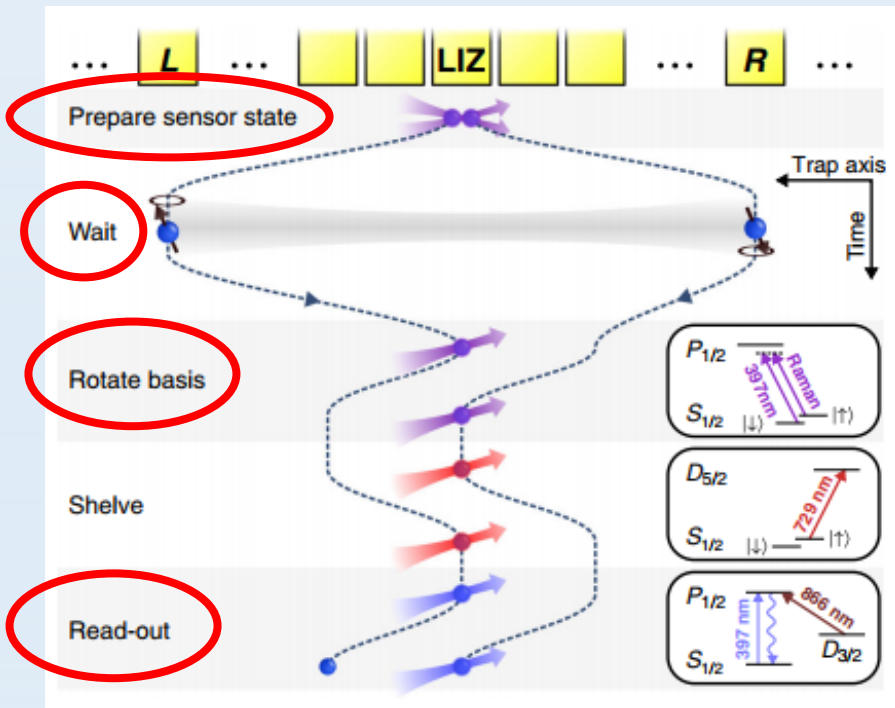 ... L ... LIZ ... R ...
Prepare sensor state
Trap axis
Wait
Time
Rotate basis
P1/2
397nm
Raman
S1/2 |↓⟩ |↑⟩
Shelve
D5/2
729 nm
S1/2 |↓⟩ |↑⟩
Read-out
P1/2
397 nm
866 nm
D3/2
S1/2